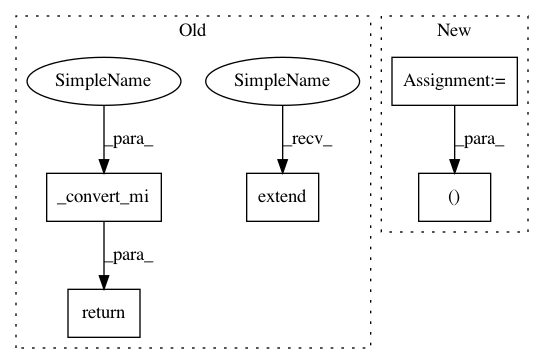 Old
New
SimpleName
SimpleName
Assignment:=
_para_
_recv_
_para_
_convert_mi
extend
()
_para_
return